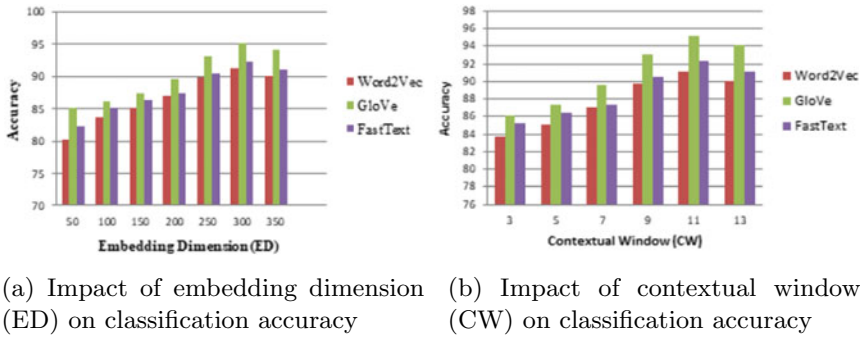 100
95
90
85
80
75
70
Accuracy
50 100 150 200 250 300 350
Embedding Dimension (ED)
Word2Vec
GloVe
FastText
98
96
94
92
90
88
86
84
82
80
78
76
Accuracy
3 5 7 9 11 13
Contextual Window (CW)
Word2Vec
GloVe
FastText
(a) Impact of embedding dimension
(ED) on classification accuracy
(b) Impact of contextual window
(CW) on classification accuracy